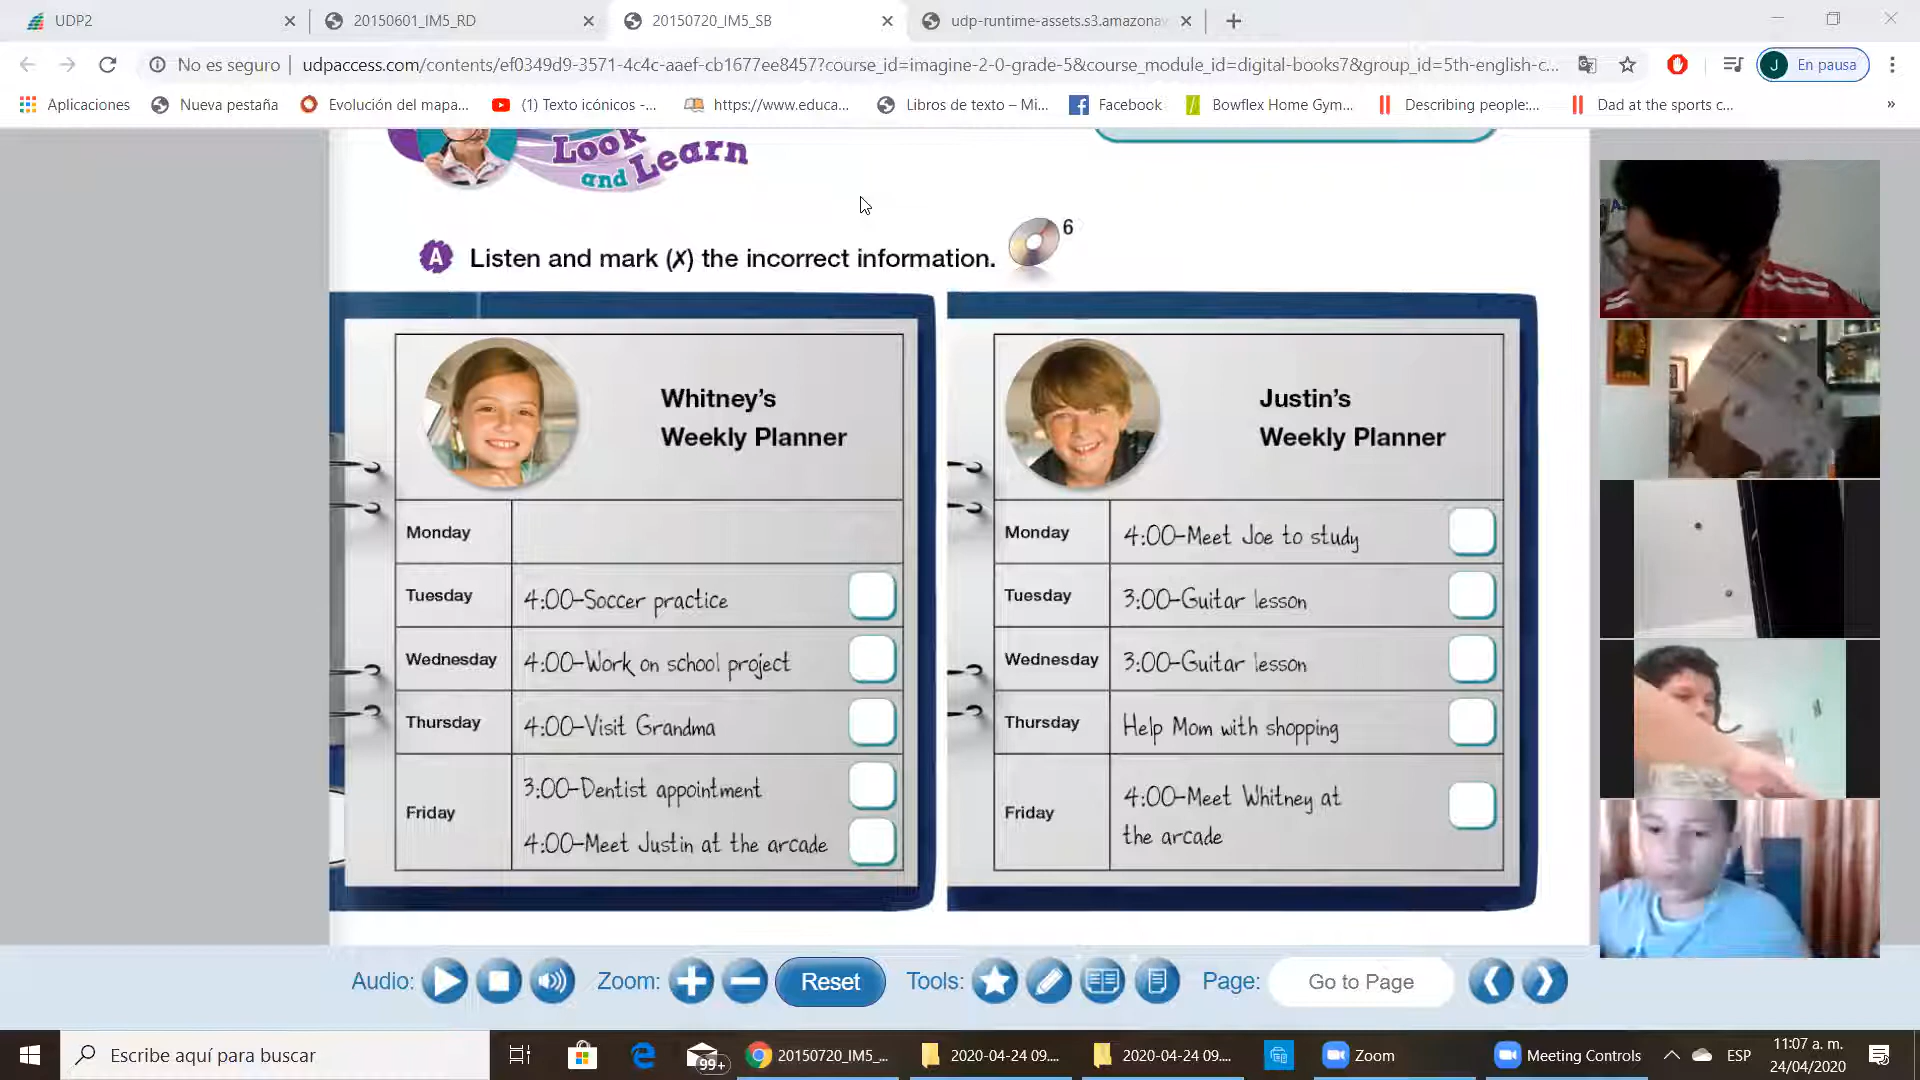 UDP2
20150601_IM5_RD
20150720_IM5_SB
udp-runtime-assets.s3.amazonav
No es seguro
udpaccess.com/contents/ef0349d9-3571-4c4c-aaef-cb1677ee8457?course_id=imagine-2-0-grade-5&course_module_id=digital-books7&group_id=5th-english-c...
J En pausa
Aplicaciones
Nueva pestaña
Evolución del mapa...
(1) Texto icónicos -...
https://www.educa...
Libros de texto – Mi...
Facebook
Bowflex Home Gym...
Describing people:...
Dad at the sports c...
»
Look
and Learn
A Listen and mark (✗) the incorrect information.
6
Whitney's
Weekly Planner
Monday
Tuesday 4:00-Soccer practice
Wednesday 4:00-Work on school project
Thursday 4:00-Visit Grandma
Friday
3:00-Dentist appointment
4:00-Meet Justin at the arcade
Justin's
Weekly Planner
Monday 4:00-Meet Joe to study
Tuesday 3:00-Guitar lesson
Wednesday 3:00-Guitar lesson
Thursday Help Mom with shopping
Friday
4:00-Meet Whitney at
the arcade
Audio:
Zoom:
Reset
Tools:
Page:
Go to Page
Escribe aquí para buscar
99+
20150720_IM5_...
2020-04-24 09....
2020-04-24 09....
Zoom
Meeting Controls
ESP
11:07 a. m.
24/04/2020